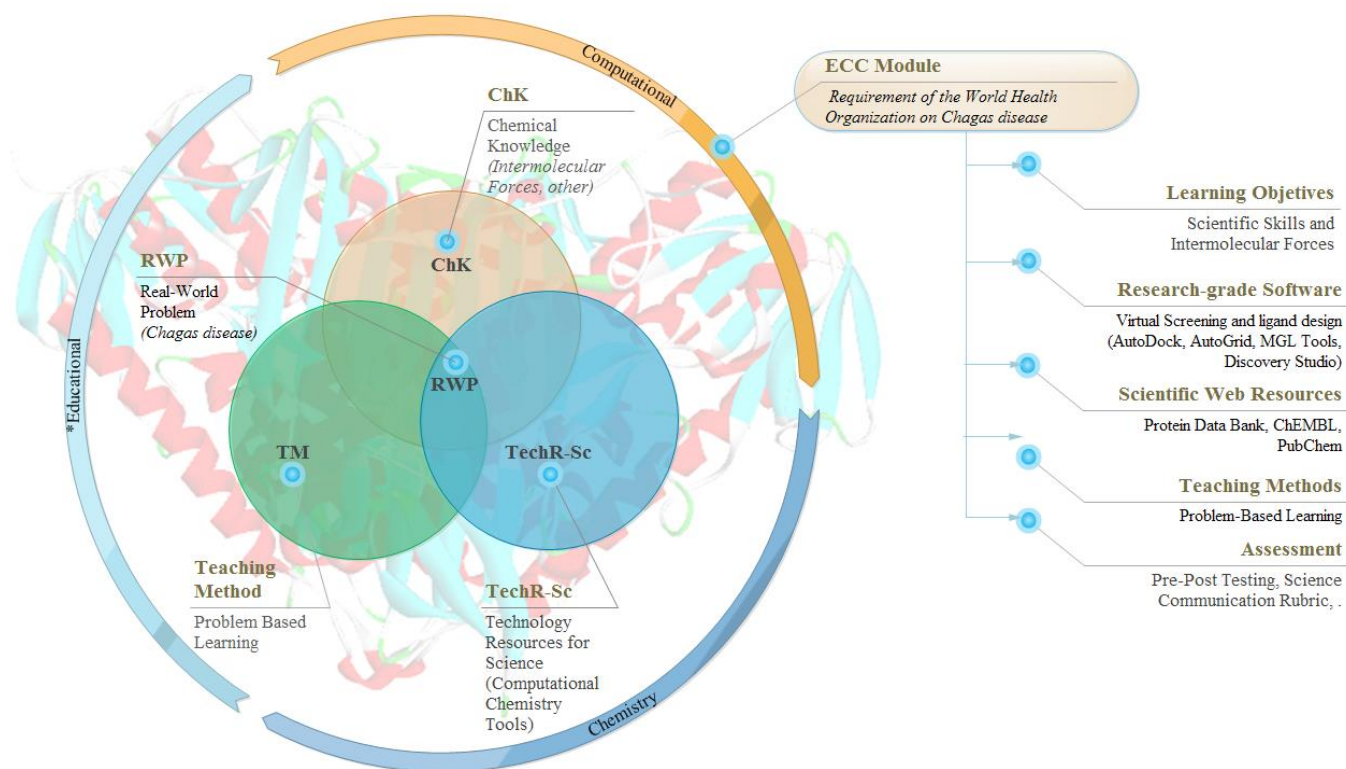 Computational
ECC Module
Requirement of the World Health
Organization on Chagas disease
ChK
Chemical
Knowledge
(Intermolecular
Forces, other)
ChK
RWP
Real-World
Problem
(Chagas disease)
RWP
*Educational
TM
TechR-Sc
Teaching
Method
Problem Based
Learning
TechR-Sc
Technology
Resources for
Science
(Computational
Chemistry
Tools)
Chemistry
Learning Objetives
Scientific Skills and
Intermolecular Forces
Research-grade Software
Virtual Screening and ligand design
(AutoDock, AutoGrid, MGL Tools,
Discovery Studio)
Scientific Web Resources
Protein Data Bank, ChEMBL,
PubChem
Teaching Methods
Problem-Based Learning
Assessment
Pre-Post Testing, Science
Communication Rubric, .